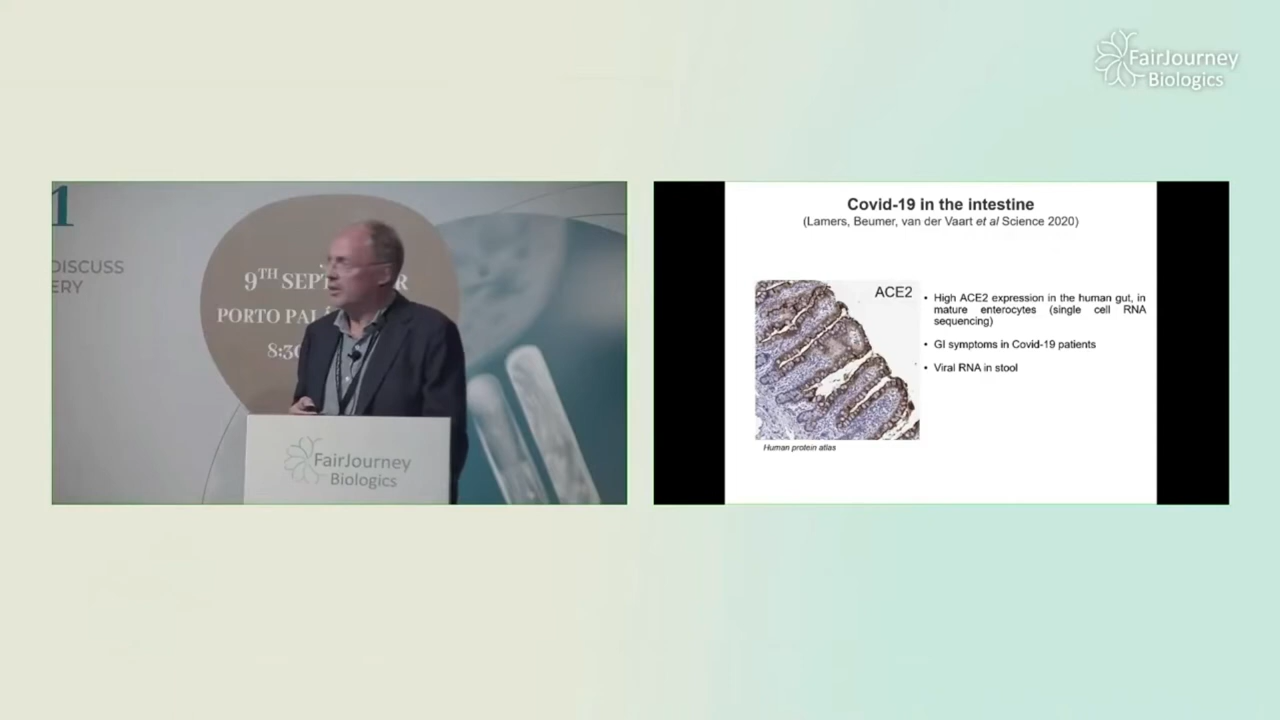 FairJourney
Biologics
1
DISCUSS
ERY
9TH SEPT R
PORTO PAL
8:30
FairJourney
Biologics
Covid-19 in the intestine
(Lamers, Beumer, van der Vaart et al Science 2020)
ACE2
• High ACE2 expression in the human gut, in
mature enterocytes (single cell RNA
sequencing)
• GI symptoms in Covid-19 patients
• Viral RNA in stool
Human protein atlas